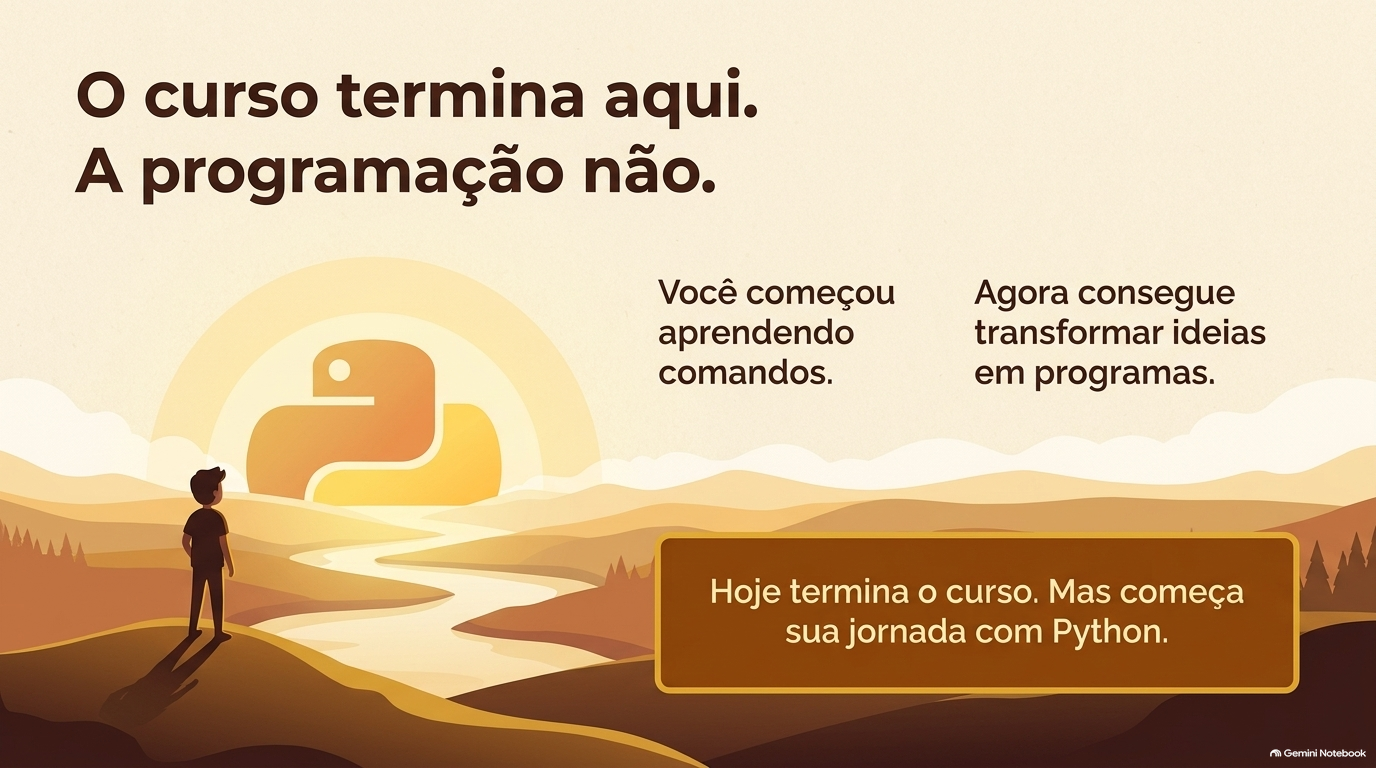 O curso termina aqui.
A programação não.
Você começou
aprendendo
comandos.
Agora consegue
transformar ideias
em programas.
Hoje termina o curso. Mas começa
sua jornada com Python.
Gemini Notebook